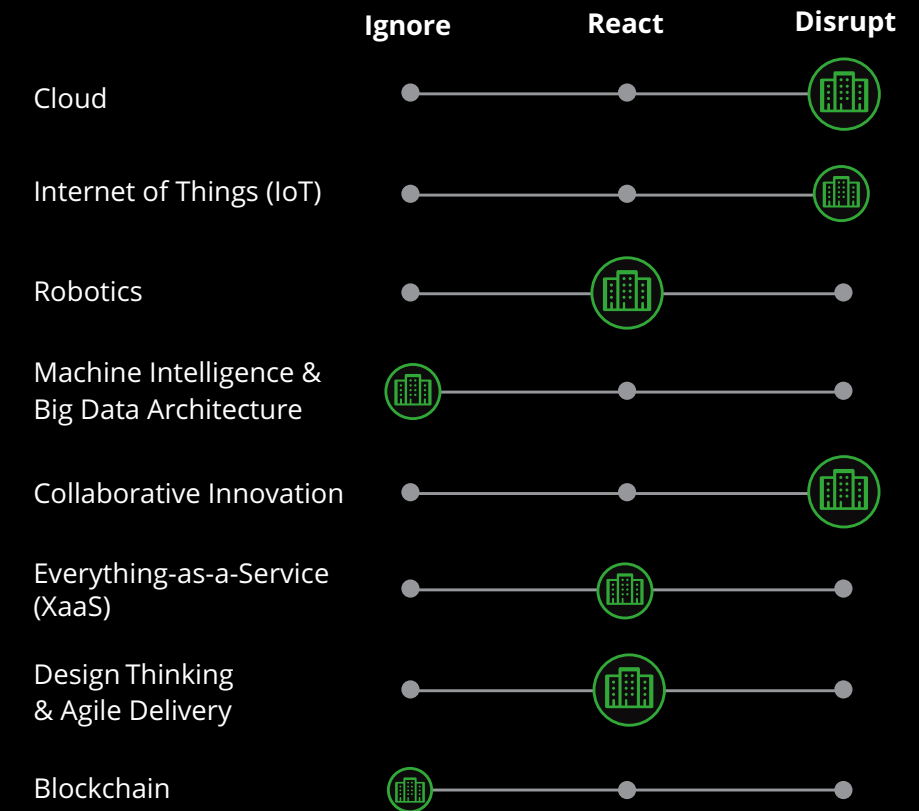 Ignore React Disrupt
Cloud
Internet of Things (IoT)
Robotics
Machine Intelligence &
Big Data Architecture
Collaborative Innovation
Everything-as-a-Service
(XaaS)
Design Thinking
& Agile Delivery
Blockchain